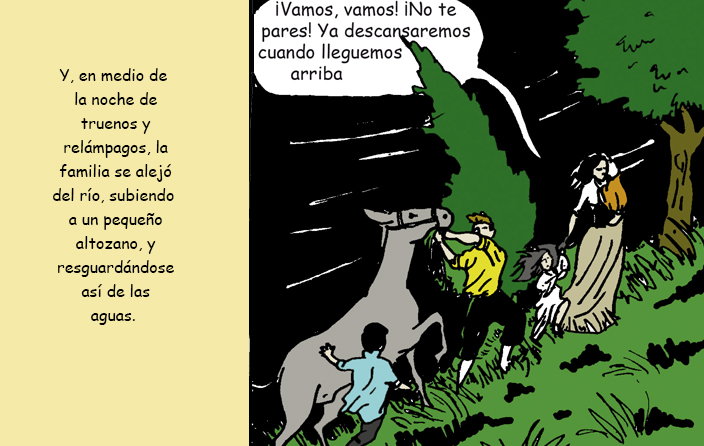 Y, en medio de
la noche de
truenos y
relámpagos, la
familia se alejó
del río, subiendo
a un pequeño
altozano, y
resguardándose
así de las
aguas.
¡Vamos, vamos! ¡No te
pares! Ya descansaremos
cuando lleguemos
arriba